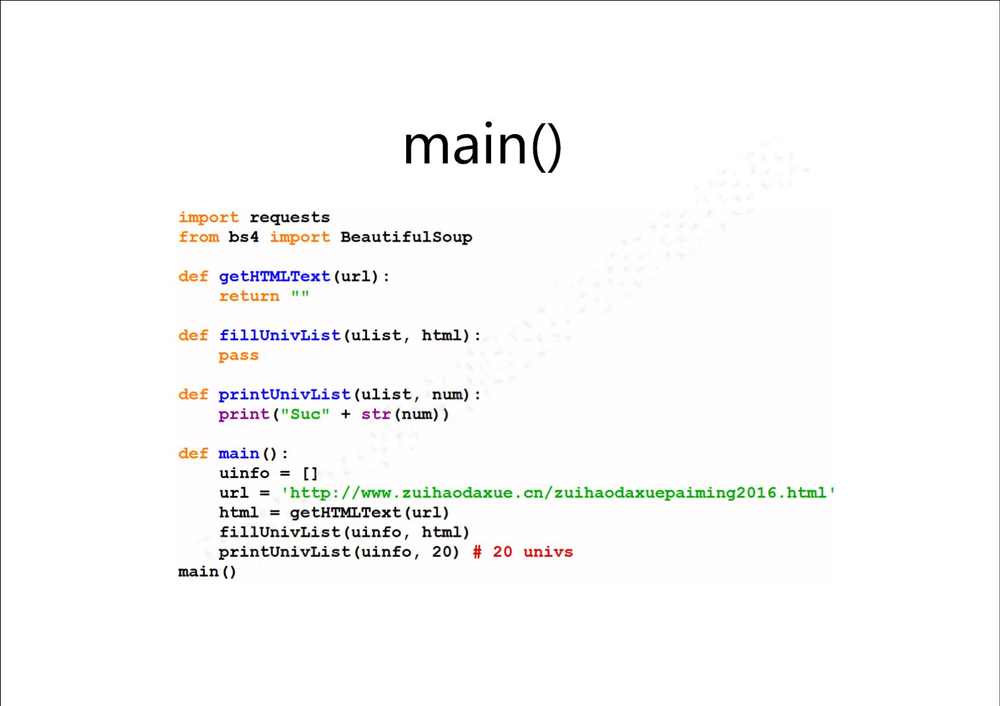 main()
import requests
from bs4 import BeautifulSoup
def getHTMLText(url):
    return ""
def fillUnivList(ulist, html):
    pass
def printUnivList(ulist, num):
    print("Suc" + str(num))
def main():
    uinfo = []
    url = 'http://www.zuihaodaxue.cn/zuihaodaxuepaiming2016.html'
    html = getHTMLText(url)
    fillUnivList(uinfo, html)
    printUnivList(uinfo, 20) # 20 univs
main()